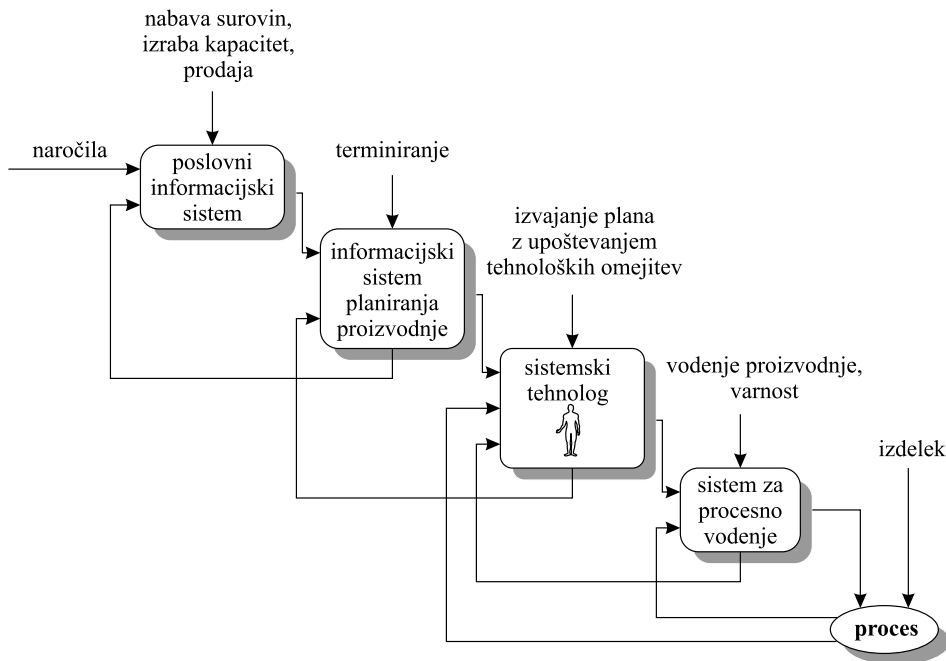 nabava surovin,
izraba kapacitet,
prodaja
naročila
poslovni
informacijski
sistem
terminiranje
informacijski
sistem
planiranja
proizvodnje
izvajanje plana
z upoštevanjem
tehnoloških omejitev
sistemski
tehnolog
vodenje proizvodnje,
varnost
sistem za
procesno
vodenje
izdelek
proces